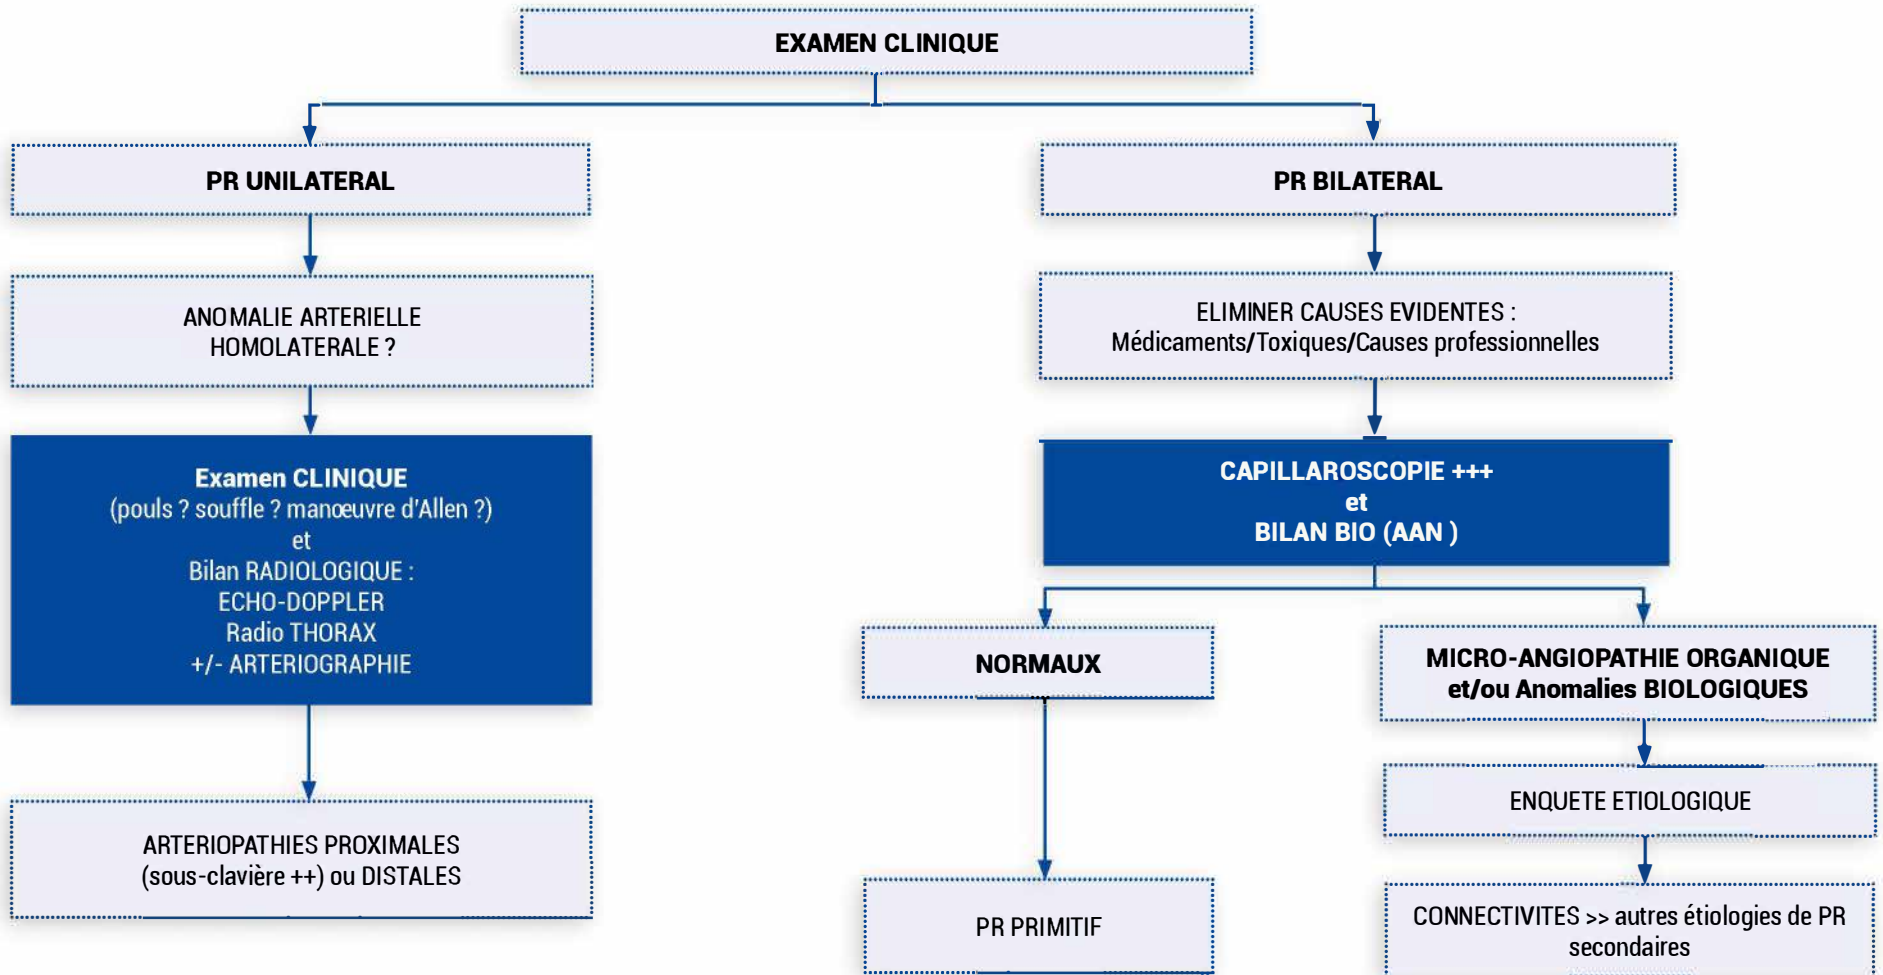 EXAMEN CLINIQUE
PR UNILATERAL
ANOMALIE ARTERIELLE
HOMOLATERALE ?
Examen CLINIQUE
(pouls ? souffle ? manœuvre d'Allen ?)
et
Bilan RADIOLOGIQUE :
ECHO-DOPPLER
Radio THORAX
+/- ARTERIOGRAPHIE
ARTERIOPATHIES PROXIMALES
(sous-clavière ++) ou DISTALES
PR BILATERAL
ELIMINER CAUSES EVIDENTES :
Médicaments/Toxiques/Causes professionnelles
CAPILLAROSCOPIE +++
et
BILAN BIO (AAN )
NORMAUX
PR PRIMITIF
MICRO-ANGIOPATHIE ORGANIQUE
et/ou Anomalies BIOLOGIQUES
ENQUETE ETIOLOGIQUE
CONNECTIVITES >> autres étiologies de PR
secondaires